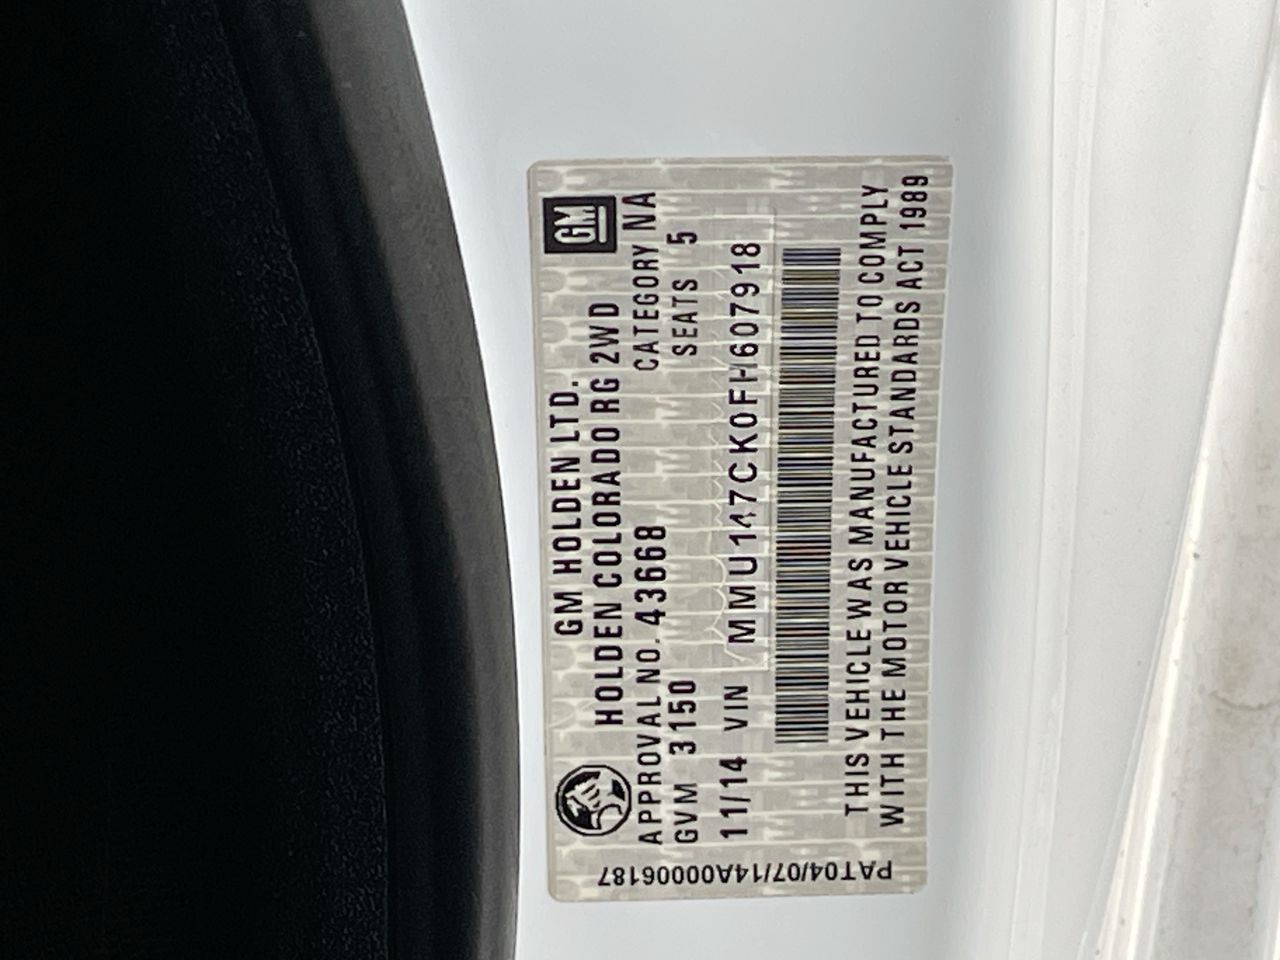 GM HOLDEN LTD.
GM
HOLDEN COLORADO RG 2WD
APPROVAL NO. 43668 CATEGORY NA
GVM 3150 SEATS 5
11/14 VIN MMU147CK0FH607918
THIS VEHICLE WAS MANUFACTURED TO COMPLY
WITH THE MOTOR VEHICLE STANDARDS ACT 1989
PAT04/07/14A00006187